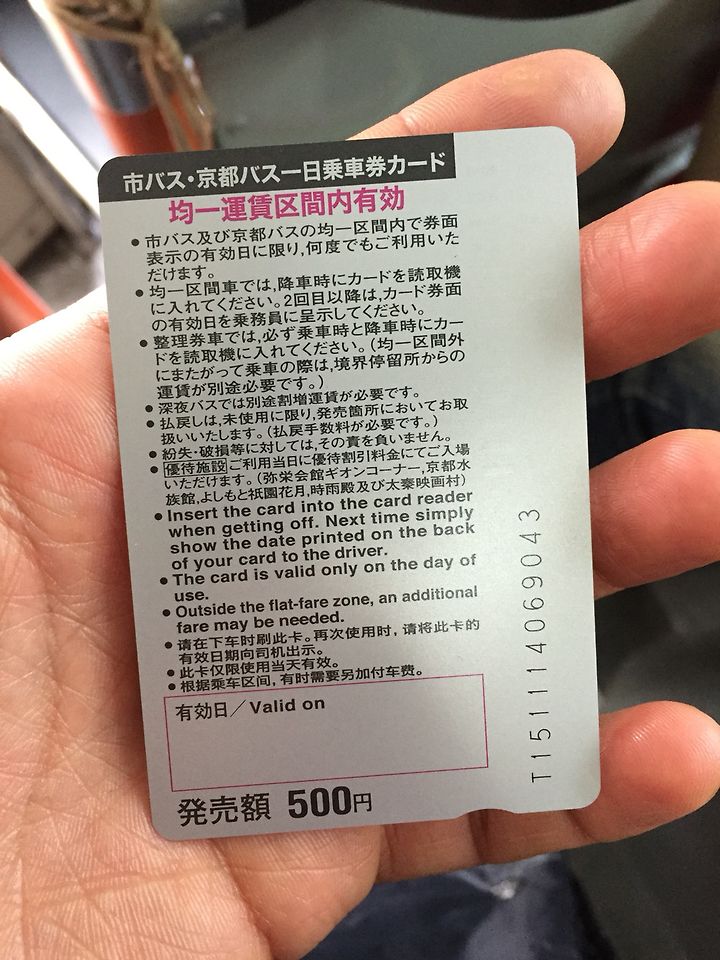 市バス・京都バス一日乗車券カード
均一運賃区間内有効
●市バス及び京都バスの均一区間内で券面
表示の有効日に限り,何度でもご利用いた
だけます。
●均一区間車では,降車時にカードを読取機
に入れてください。2回目以降は,カード券面
の有効日を乗務員に呈示してください。
●整理券車では,必ず乗車時と降車時にカー
ドを読取機に入れてください。(均一区間外
にまたがって乗車の際は,境界停留所からの
運賃が別途必要です。)
●深夜バスでは別途割増運賃が必要です。
●払戻しは,未使用に限り,発売箇所においてお取
扱いいたします。(払戻手数料が必要です。)
●紛失・破損等に対しては,その責を負いません。
●優待施設ご利用当日に優待割引料金にてご入場
いただけます。(弥栄会館ギオンコーナー,京都水
族館,よしもと祇園花月,時雨殿及び太秦映画村)
●Insert the card into the card reader
when getting off. Next time simply
show the date printed on the back
of your card to the driver.
●The card is valid only on the day of
use.
●Outside the flat-fare zone, an additional
fare may be needed.
●请在下车时刷此卡。再次使用时,请将此卡的
有效日期向司机出示。
●此卡仅限使用当天有效。
●根据乘车区间,有时需要另加付车费。
有効日/Valid on
発売額 500円
T151114069043